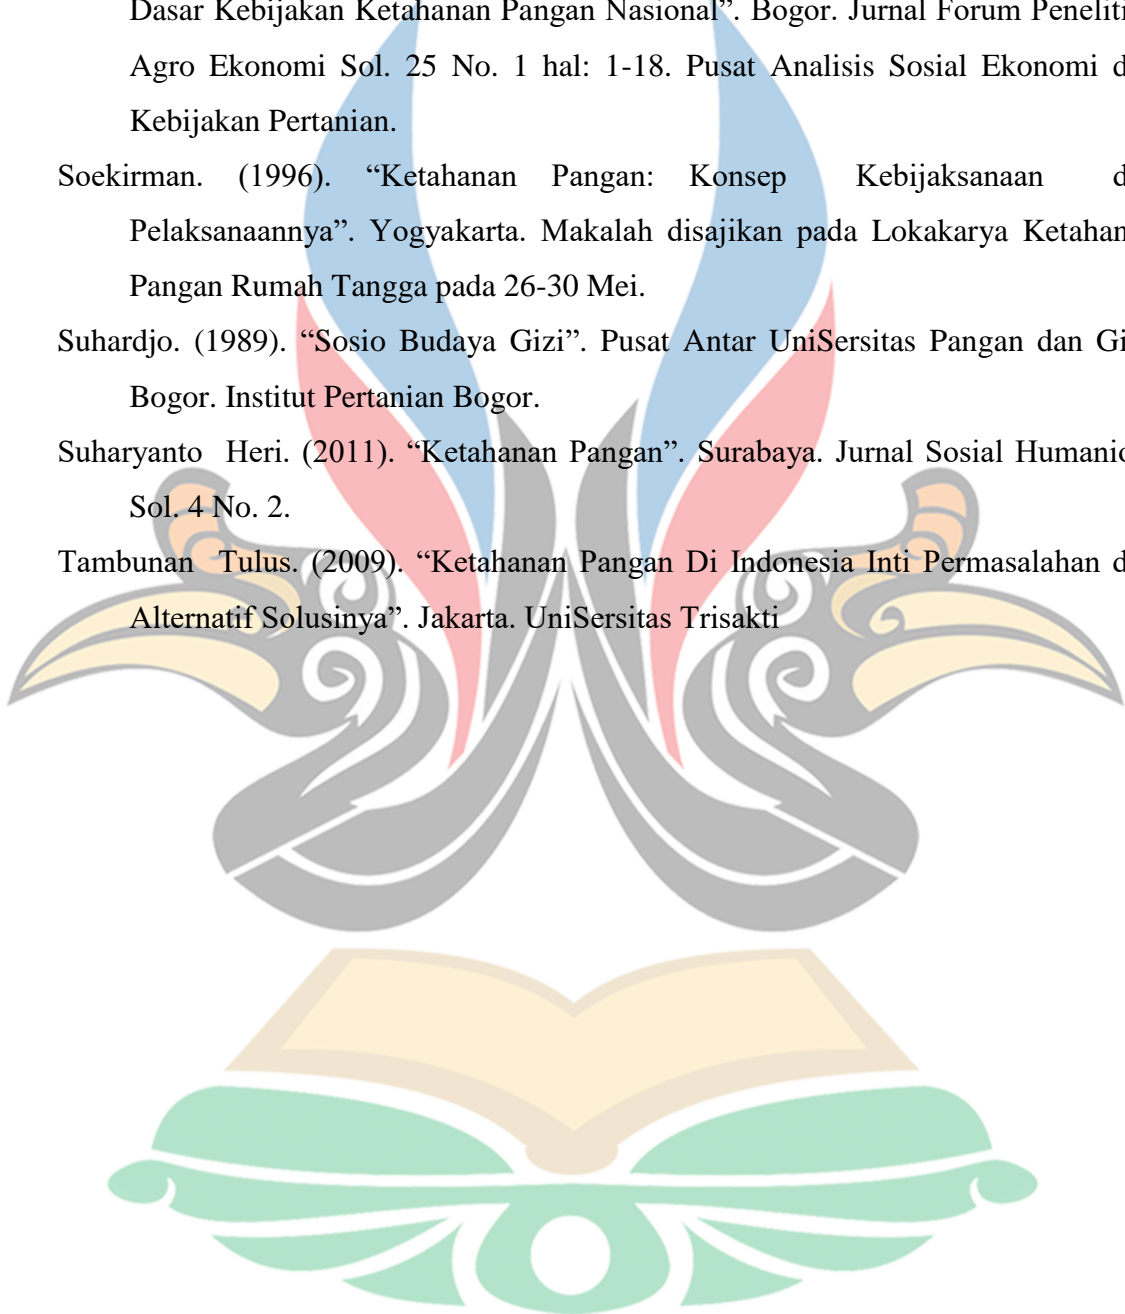 Dasar Kebijakan Ketahanan Pangan Nasional”. Bogor. Jurnal Forum Peneliti
Agro Ekonomi Sol. 25 No. 1 hal: 1-18. Pusat Analisis Sosial Ekonomi d
Kebijakan Pertanian.
Soekirman. (1996). “Ketahanan Pangan: Konsep Kebijaksanaan d
Pelaksanaannya”. Yogyakarta. Makalah disajikan pada Lokakarya Ketahan
Pangan Rumah Tangga pada 26-30 Mei.
Suhardjo. (1989). “Sosio Budaya Gizi”. Pusat Antar UniSersitas Pangan dan Gi
Bogor. Institut Pertanian Bogor.
Suharyanto Heri. (2011). “Ketahanan Pangan”. Surabaya. Jurnal Sosial Humanio
Sol. 4 No. 2.
Tambunan Tulus. (2009). “Ketahanan Pangan Di Indonesia Inti Permasalahan d
Alternatif Solusinya”. Jakarta. UniSersitas Trisakti